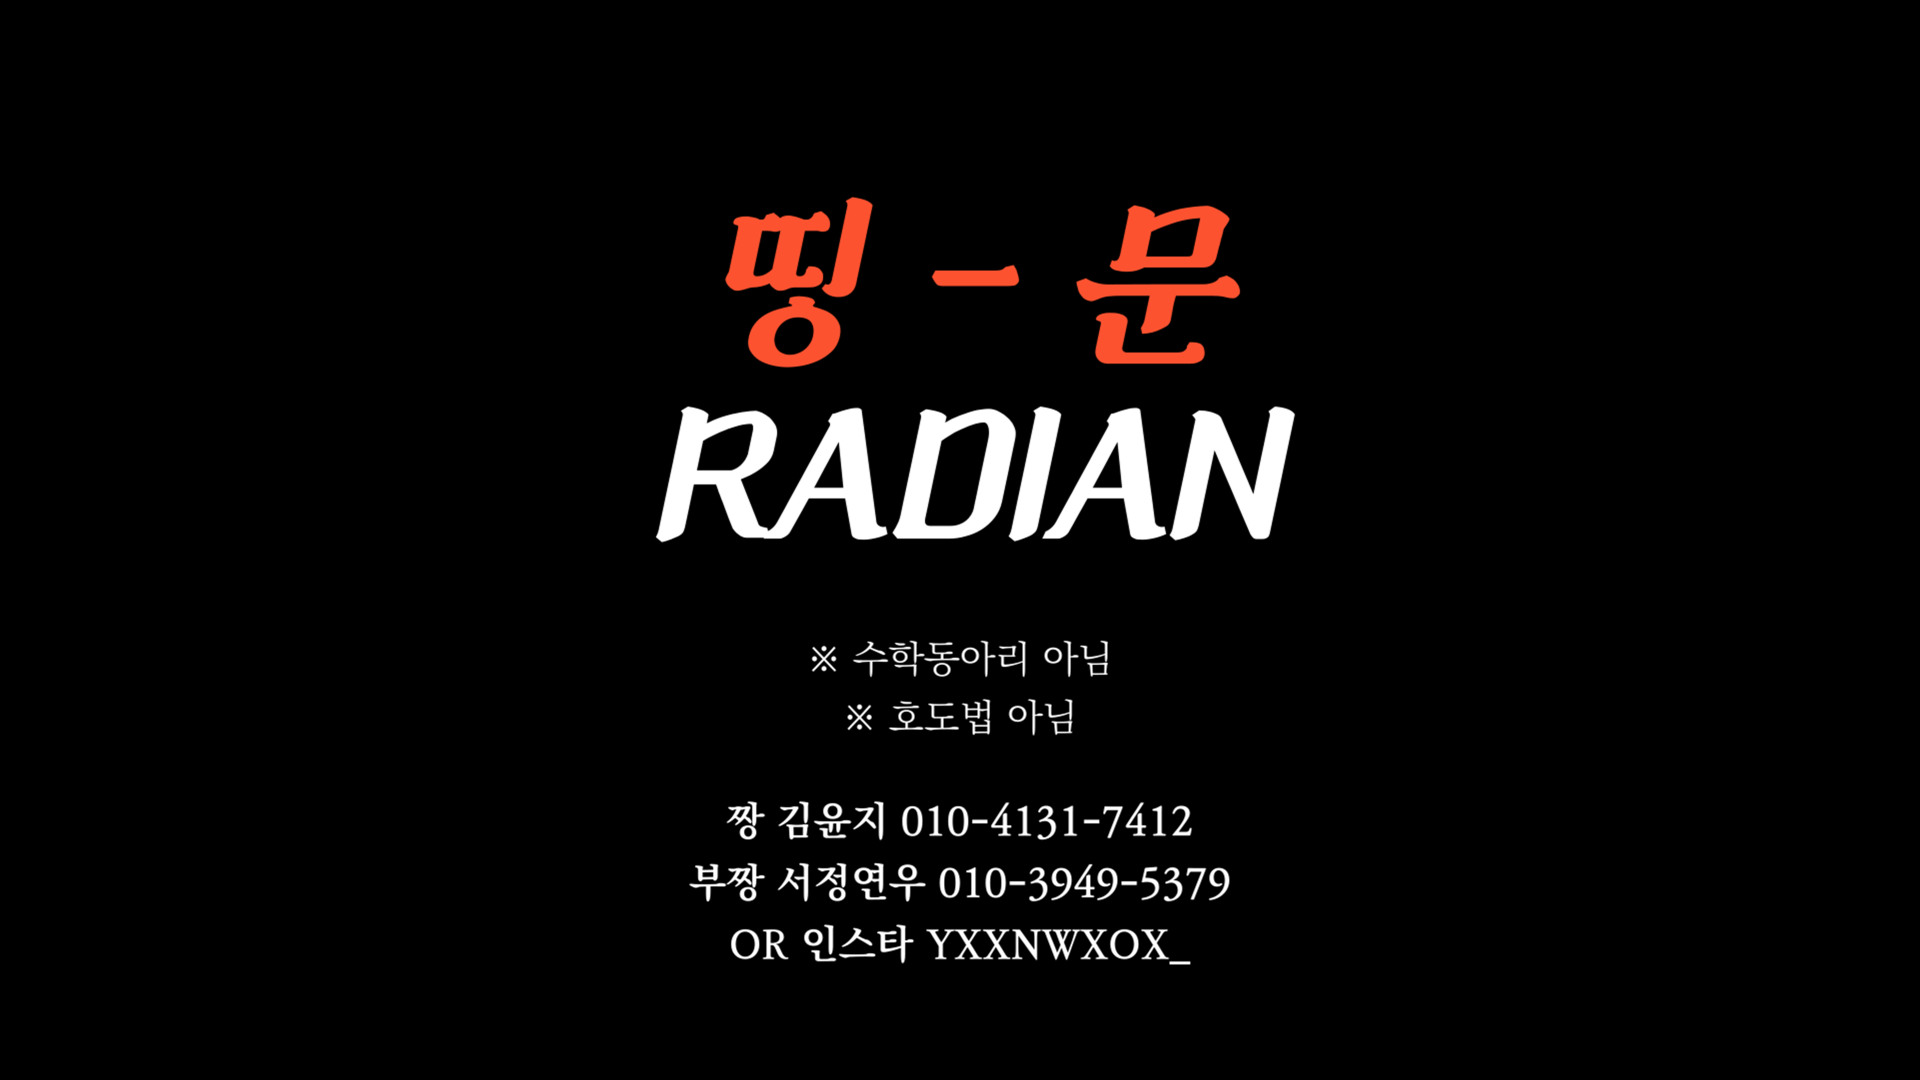 띵 - 문
RADIAN
※ 수학동아리 아님
※ 호도법 아님
짱 김윤지 010-4131-7412
부짱 서정연우 010-3949-5379
OR 인스타 YXXNWXOX_